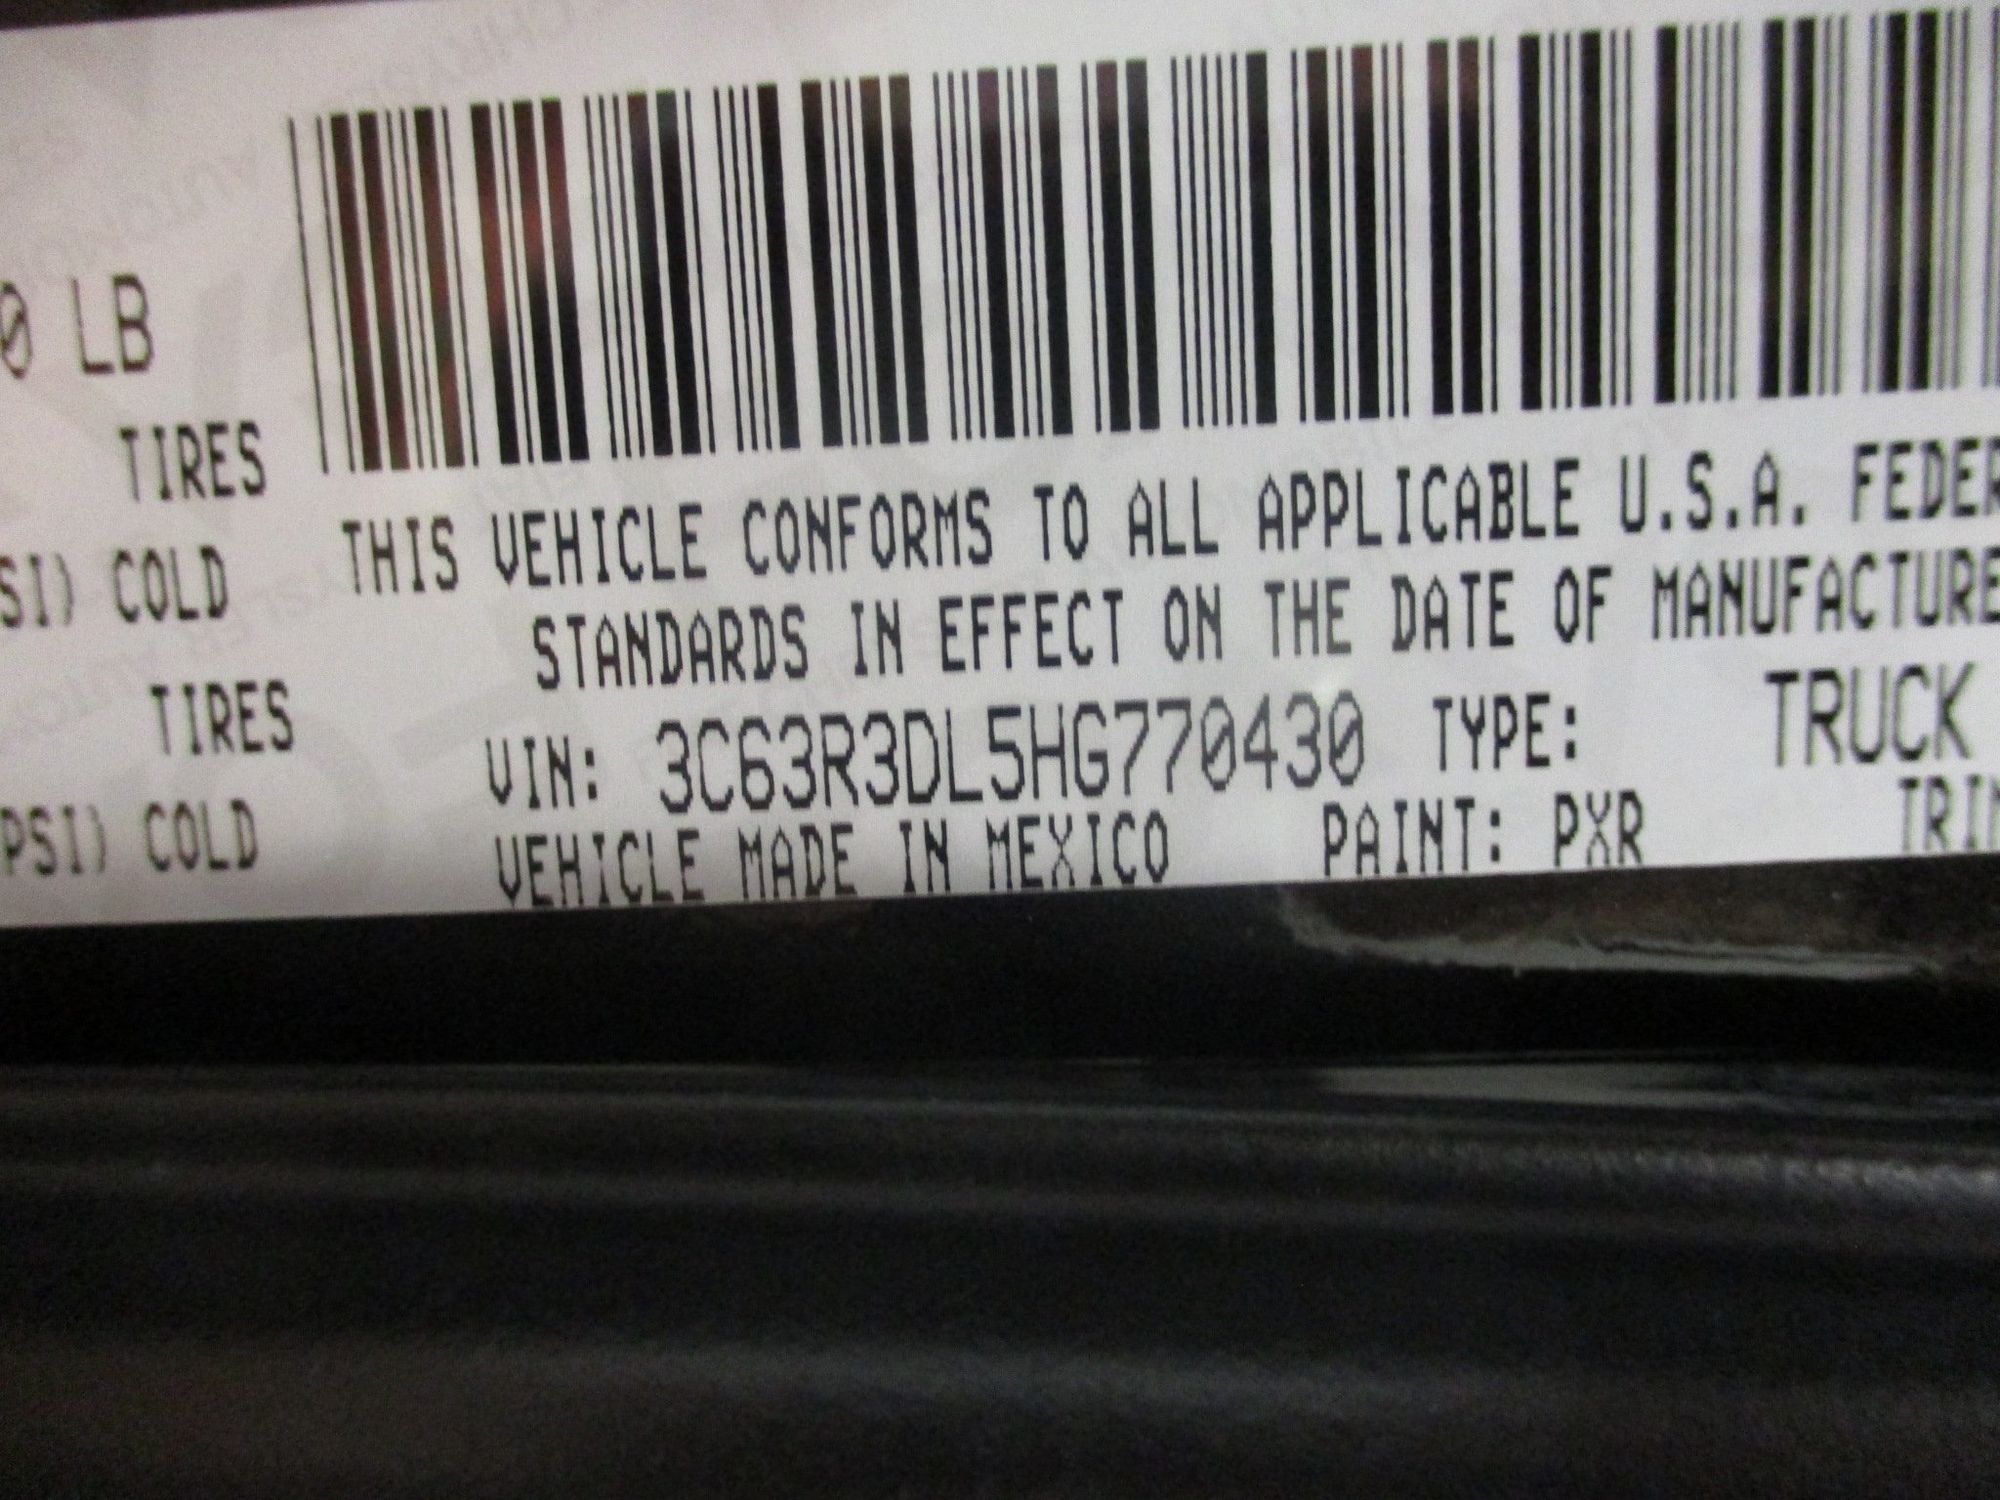 0 LB
TIRES
SI) COLD
TIRES
PSI) COLD
THIS VEHICLE CONFORMS TO ALL APPLICABLE U.S.A. FEDER
STANDARDS IN EFFECT ON THE DATE OF MANUFACTURE
VIN: 3C63R3DL5HG770430 TYPE: TRUCK
VEHICLE MADE IN MEXICO PAINT: PXR TRIM